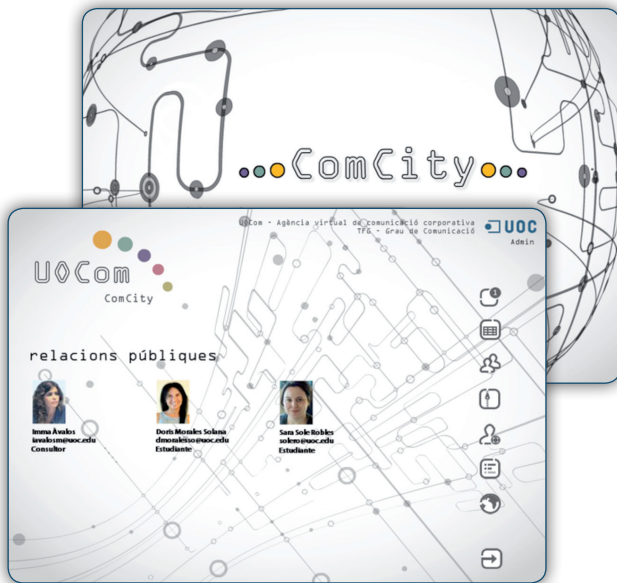 ComCity
UOCom - Agència virtual de comunicació corporativa
TFG - Grau de Comunicació
UOC
Admin
UOCom
ComCity
1
relacions públiques
Imma Àvalos
iavalosm@uoc.edu
Consultor
Doris Morales Solana
dmoralesso@uoc.edu
Estudiante
Sara Sole Robles
solero@uoc.edu
Estudiante